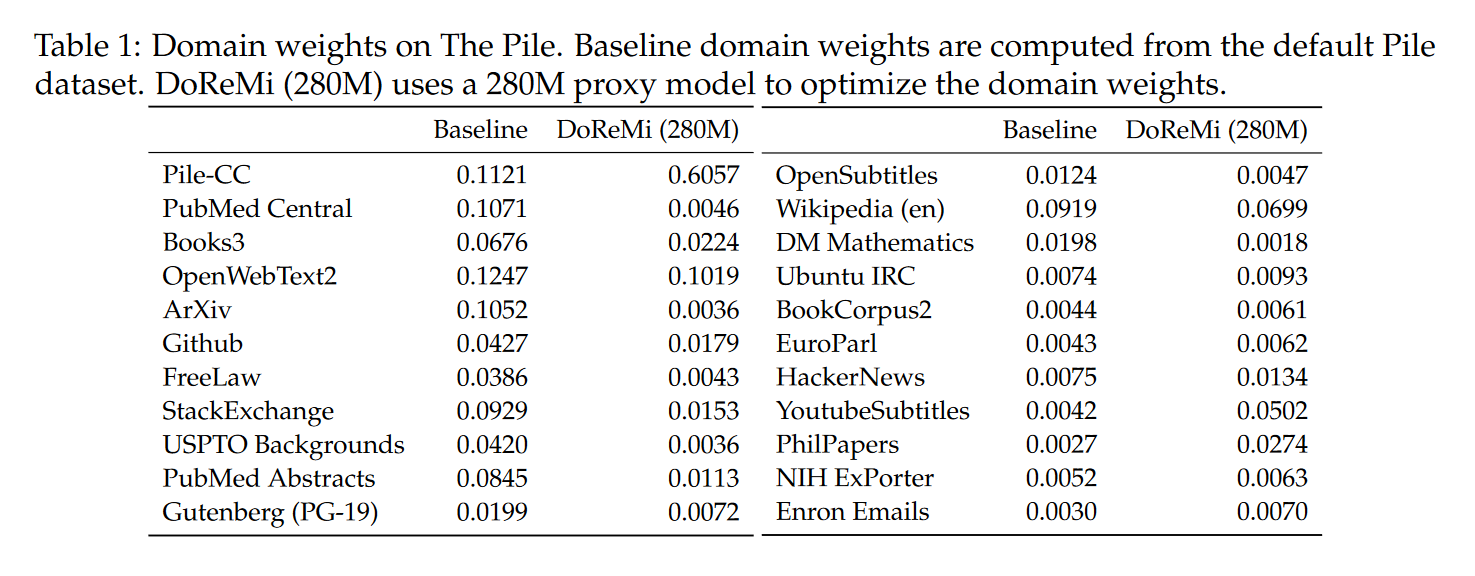 Table 1: Domain weights on The Pile. Baseline domain weights are computed from the default Pile
dataset. DoReMi (280M) uses a 280M proxy model to optimize the domain weights.
Baseline DoReMi (280M) Baseline DoReMi (280M)
Pile-CC 0.1121 0.6057 OpenSubtitles 0.0124 0.0047
PubMed Central 0.1071 0.0046 Wikipedia (en) 0.0919 0.0699
Books3 0.0676 0.0224 DM Mathematics 0.0198 0.0018
OpenWebText2 0.1247 0.1019 Ubuntu IRC 0.0074 0.0093
ArXiv 0.1052 0.0036 BookCorpus2 0.0044 0.0061
Github 0.0427 0.0179 EuroParl 0.0043 0.0062
FreeLaw 0.0386 0.0043 HackerNews 0.0075 0.0134
StackExchange 0.0929 0.0153 YoutubeSubtitles 0.0042 0.0502
USPTO Backgrounds 0.0420 0.0036 PhilPapers 0.0027 0.0274
PubMed Abstracts 0.0845 0.0113 NIH ExPorter 0.0052 0.0063
Gutenberg (PG-19) 0.0199 0.0072 Enron Emails 0.0030 0.0070